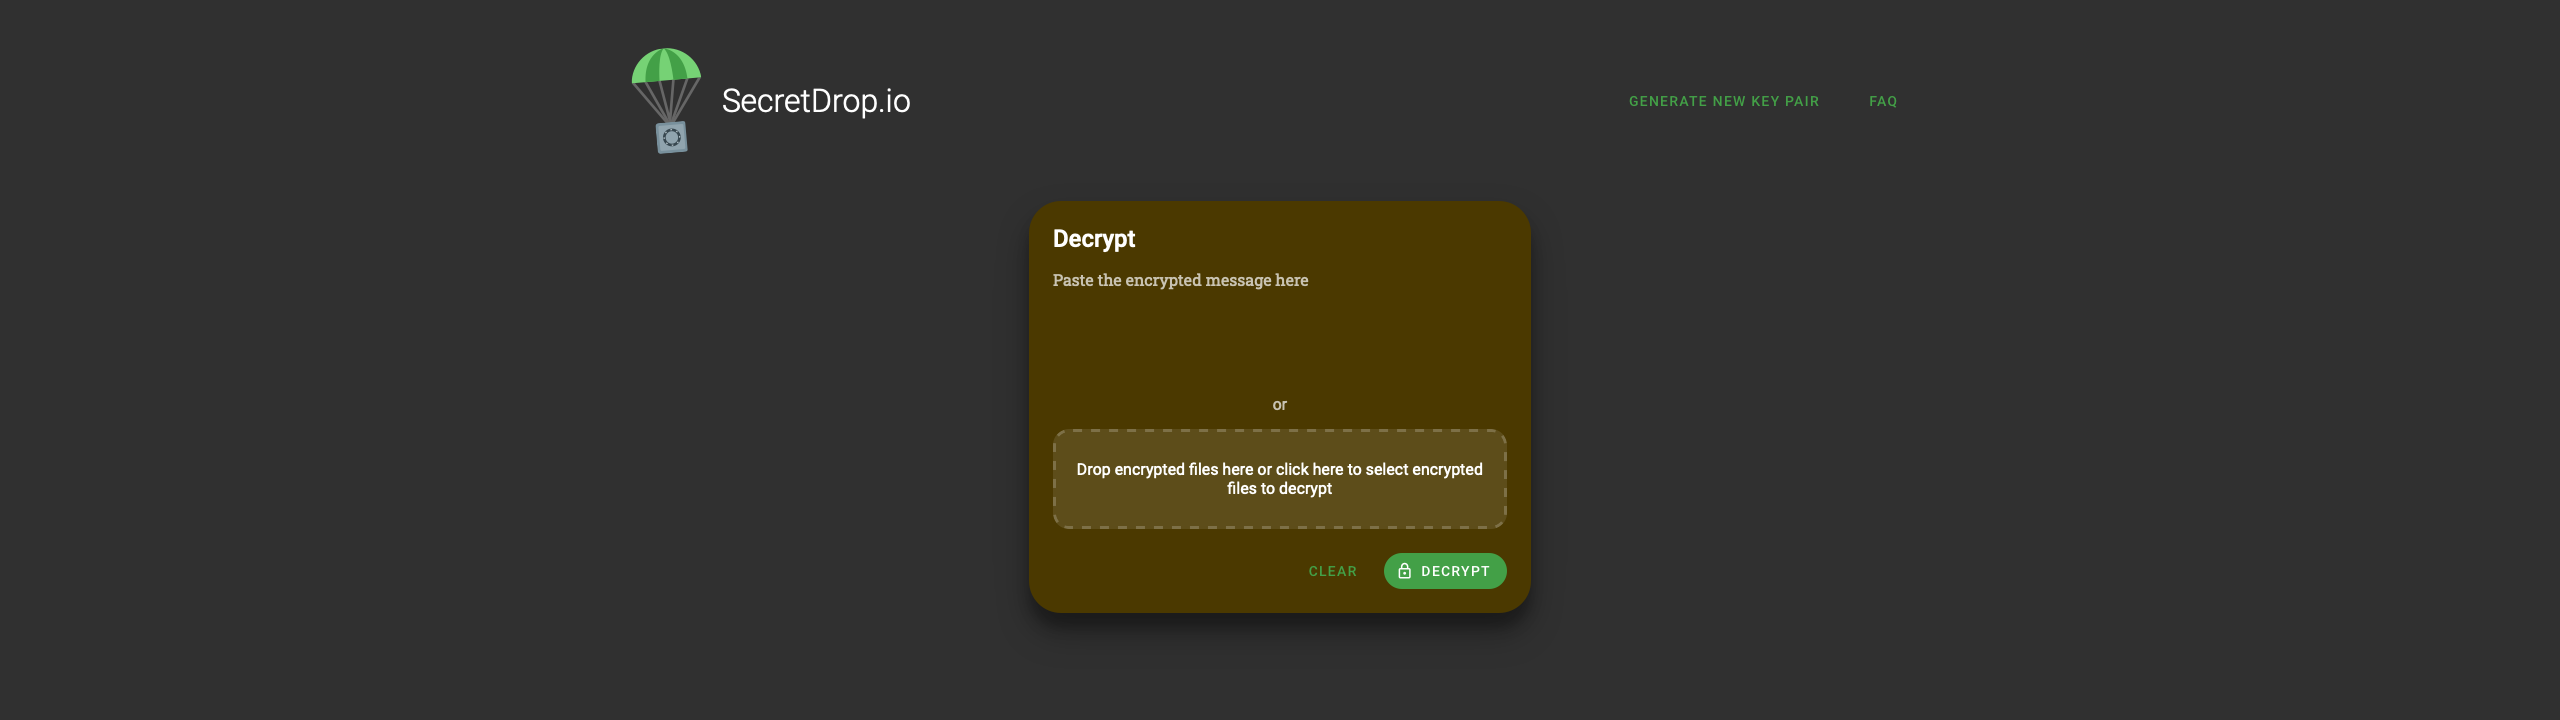 SecretDrop.io
GENERATE NEW KEY PAIR
FAQ
Decrypt
Paste the encrypted message here
or
Drop encrypted files here or click here to select encrypted
files to decrypt
CLEAR
DECRYPT